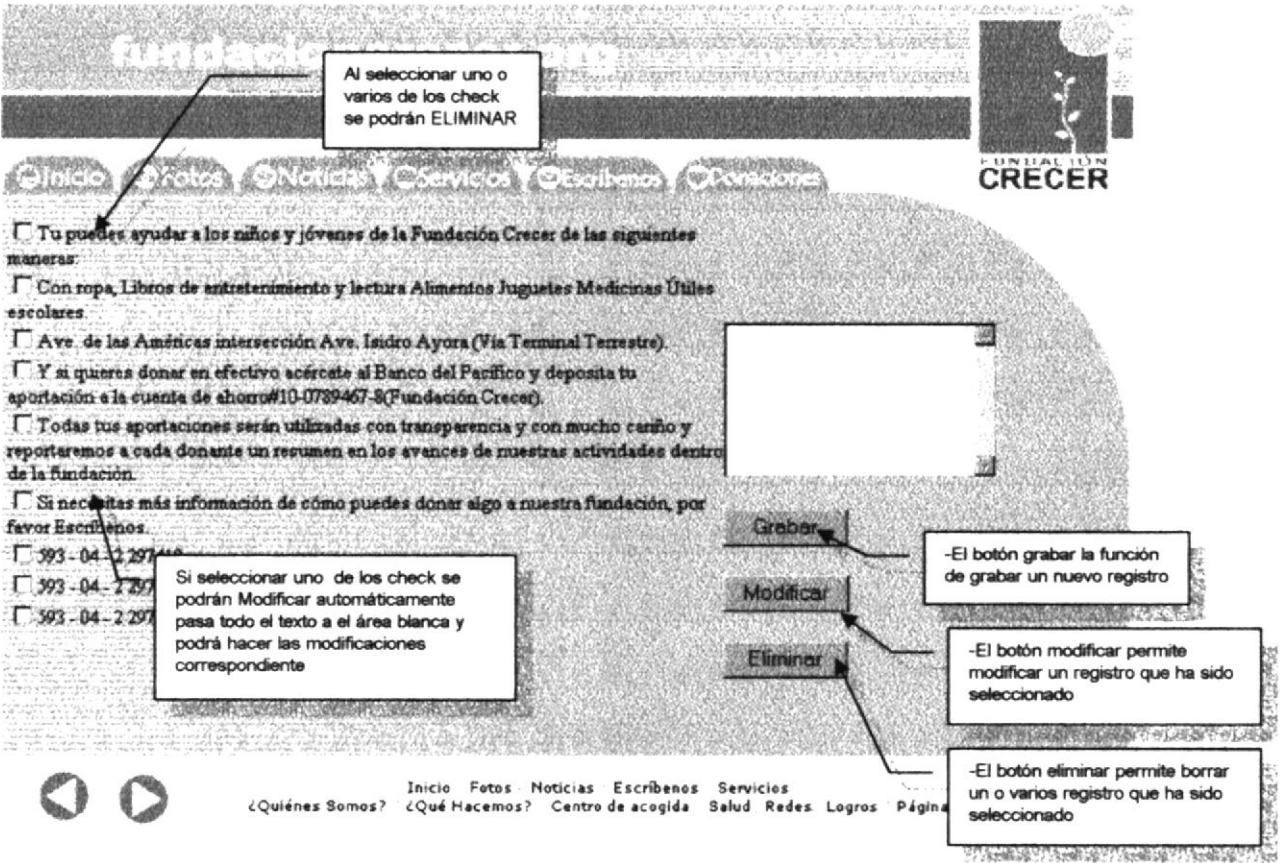 Al seleccionar uno o
varios de los check
se podrán ELIMINAR
FUNDACIÓN
CRECER
Inicio Fotos Noticias Servicios Escríbenos Donaciones
Tu puedes ayudar a los niños y jóvenes de la Fundación Crecer de las siguientes
maneras:
Con ropa, Libros de entretenimiento y lectura Alimentos Juguetes Medicinas Útiles
escolares.
Ave. de las Américas intersección Ave. Isidro Ayora (Vía Terminal Terrestre).
Y si quieres donar en efectivo acércate al Banco del Pacífico y deposita tu
aportación a la cuenta de ahorro#10-0789467-8(Fundación Crecer).
Todas tus aportaciones serán utilizadas con transparencia y con mucho cariño y
reportaremos a cada donante un resumen en los avances de nuestras actividades dentro
de la fundación.
Si necesitas más información de cómo puedes donar algo a nuestra fundación, por
favor Escríbenos.
593 - 04 - 2 297
593 - 04 - 2 297
593 - 04 - 2 297
Si seleccionar uno de los check se
podrán Modificar automáticamente
pasa todo el texto a el área blanca y
podrá hacer las modificaciones
correspondiente
Grabar
Modificar
Eliminar
-El botón grabar la función
de grabar un nuevo registro
-El botón modificar permite
modificar un registro que ha sido
seleccionado
-El botón eliminar permite borrar
un o varios registro que ha sido
seleccionado
Inicio Fotos Noticias Escríbenos Servicios
¿Quiénes Somos? ¿Qué Hacemos? Centro de acogida Salud Redes Logros Página